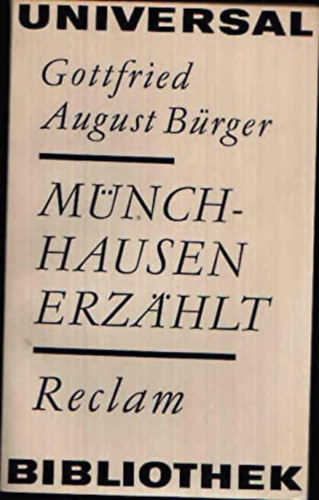 UNIVERSAL
Gottfried
August Bürger
MÜNCH-
HAUSEN
ERZÄHLT
Reclam
BIBLIOTHEK